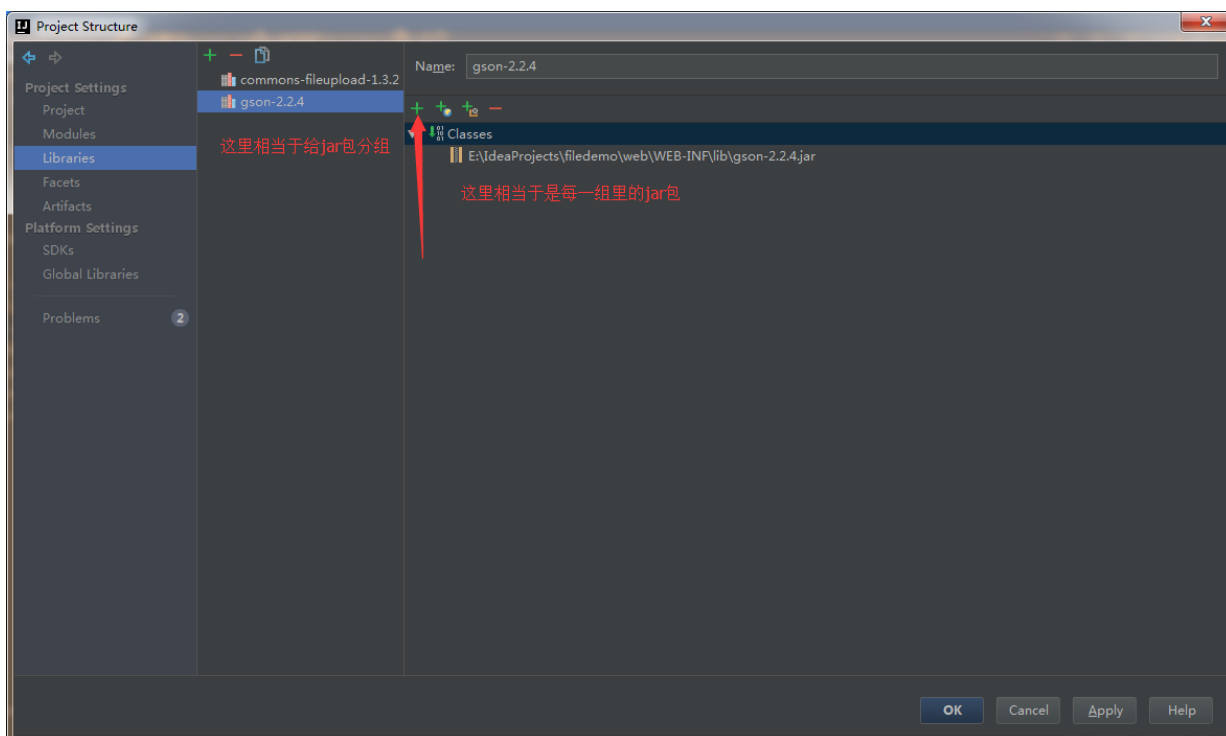 Project Structure
Project Settings
Project
Modules
Libraries
Facets
Artifacts
Platform Settings
SDKs
Global Libraries
Problems
2
commons-fileupload-1.3.2
gson-2.2.4
这里相当于给jar包分组
Name:
gson-2.2.4
Classes
E:\IdeaProjects\filedemo\web\WEB-INF\lib\gson-2.2.4.jar
这里相当于是每一组里的jar包
OK
Cancel
Apply
Help